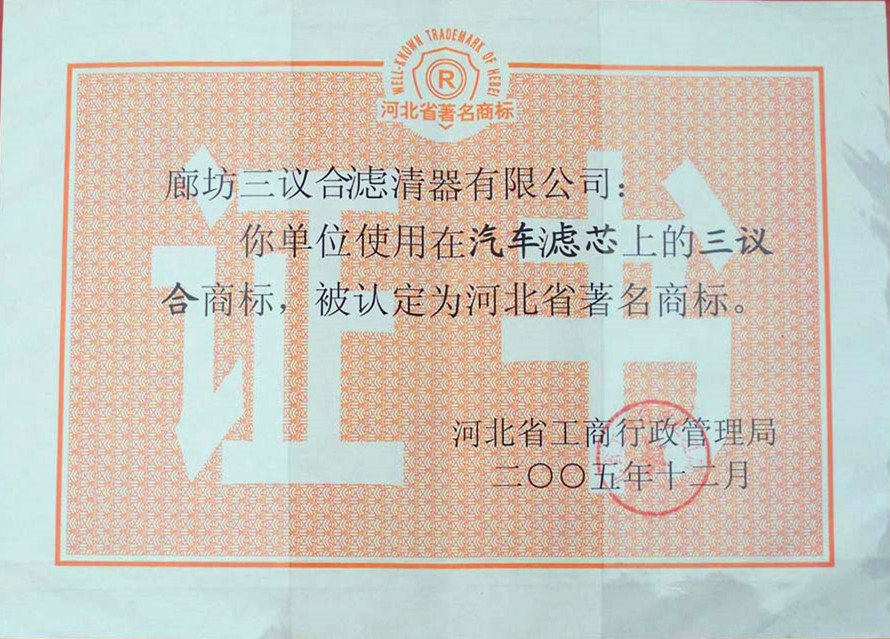 WELL-KNOWN TRADEMARK OF HEBEI
R
河北省著名商标
证书
廊坊三议合滤清器有限公司：
你单位使用在汽车滤芯上的三议
合商标，被认定为河北省著名商标。
河北省工商行政管理局
二〇〇五年十二月